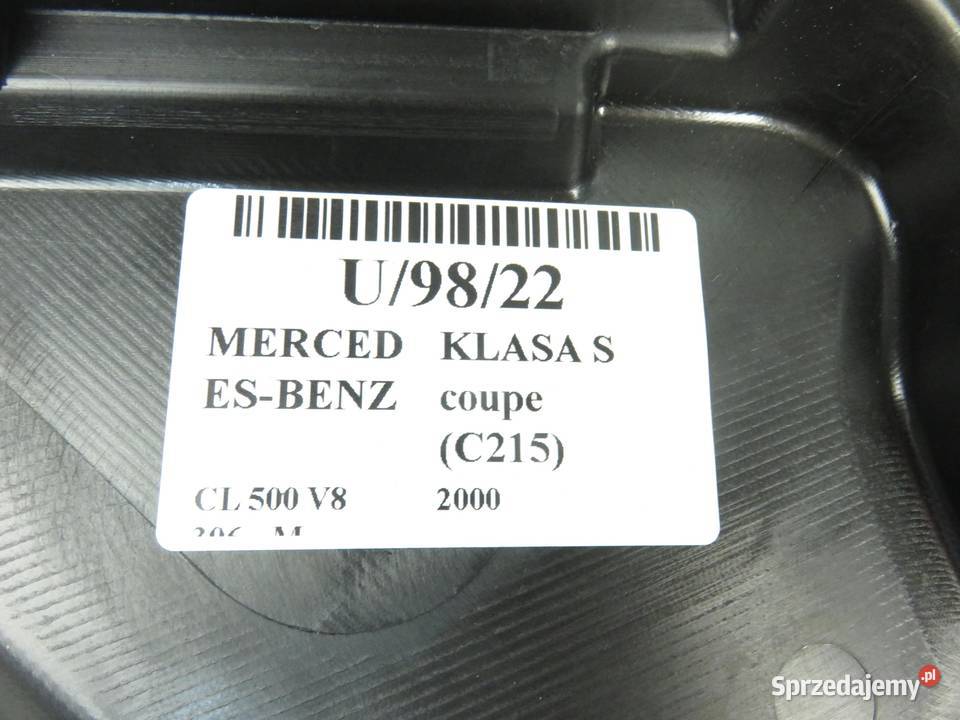 U/98/22
MERCED KLASA S
ES-BENZ coupe
(C215)
CL 500 V8 2000
Sprzedajemy.pl